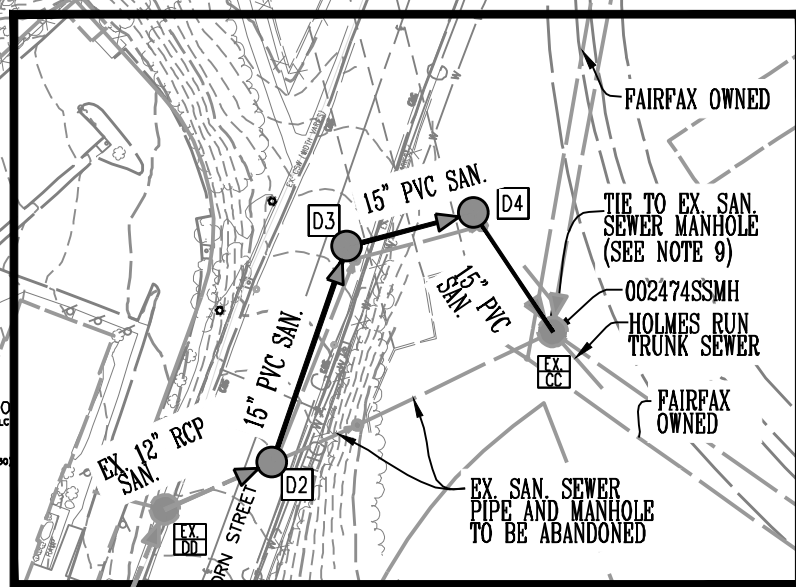 FAIRFAX OWNED
15" PVC SAN.
D4
D3
TIE TO EX. SAN.
SEWER MANHOLE
(SEE NOTE 9)
002474SSMH
HOLMES RUN
TRUNK SEWER
15" PVC
SAN.
15" PVC SAN.
EX.
CC
FAIRFAX
OWNED
EX. 12" RCP
SAN.
D2
EX. SAN. SEWER
PIPE AND MANHOLE
TO BE ABANDONED
EX.
DD
ORN STREET